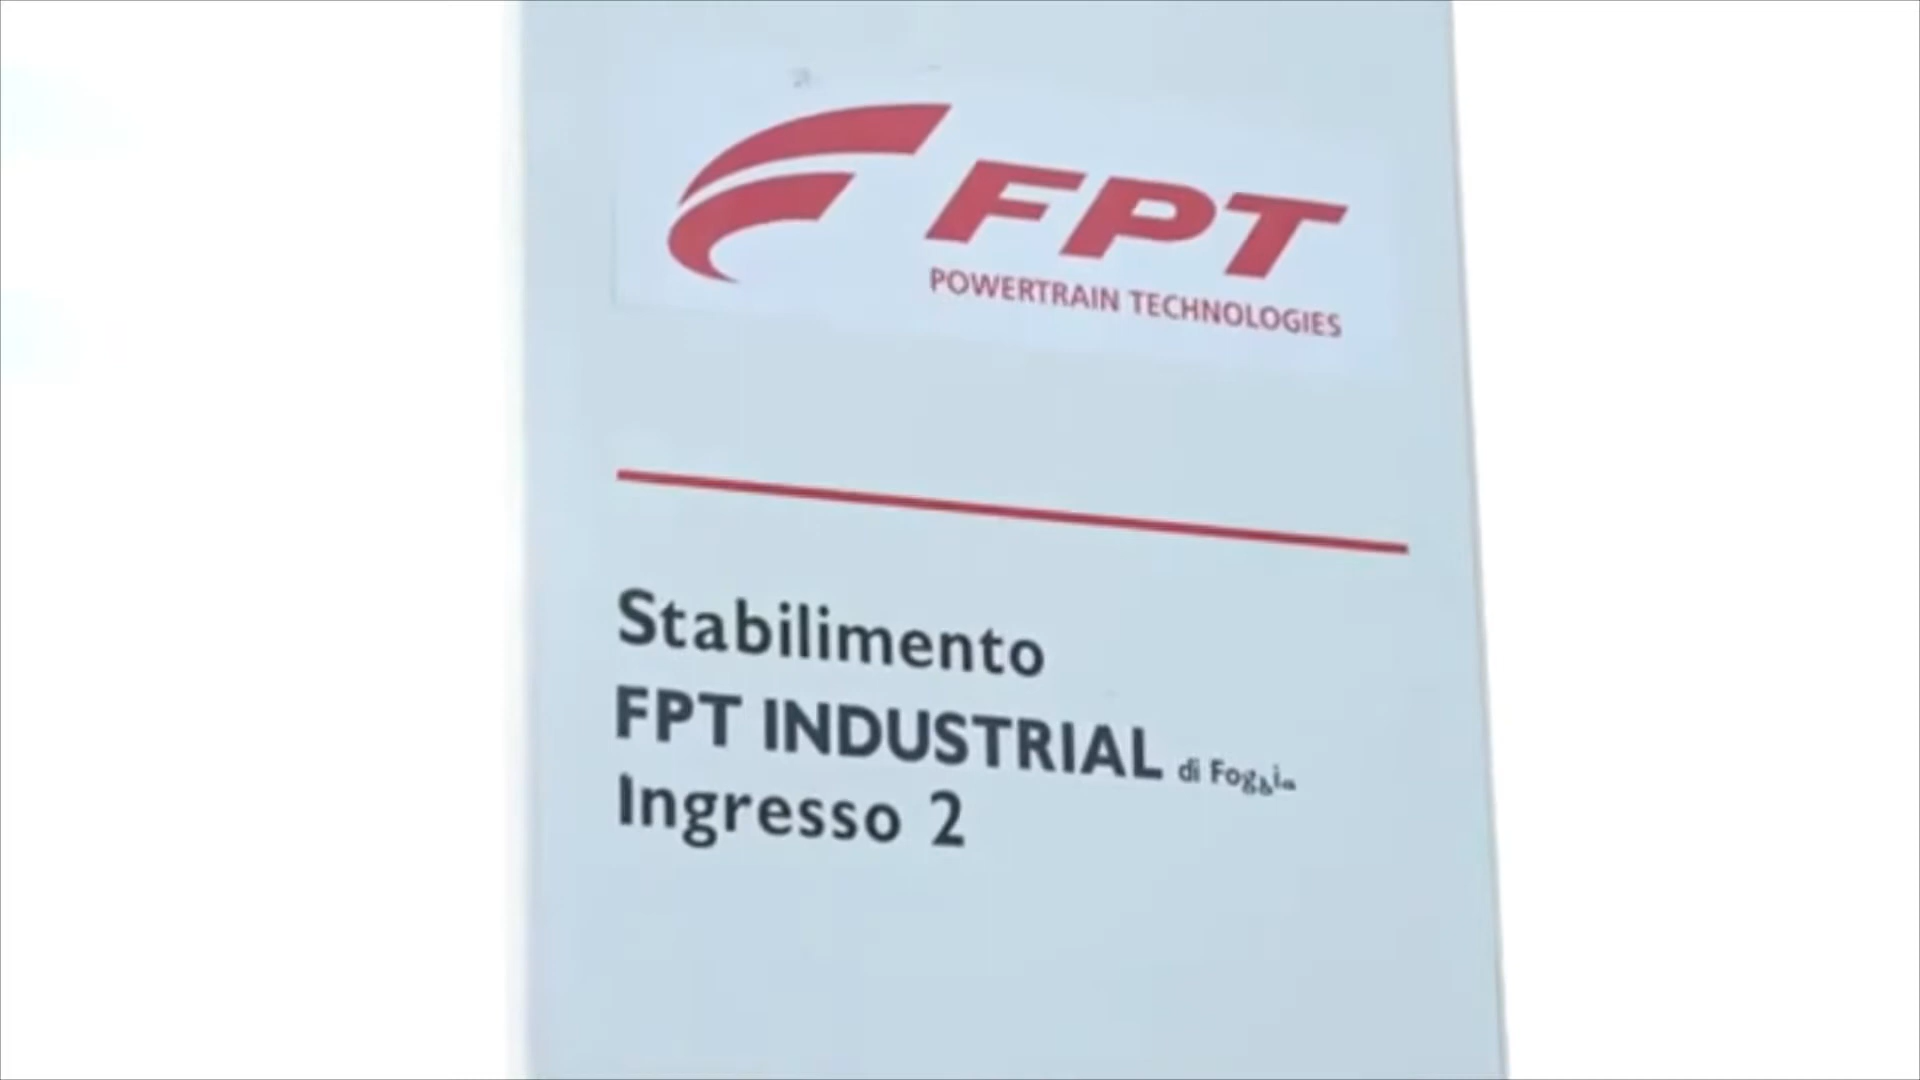 FPT
POWERTRAIN TECHNOLOGIES
Stabilimento
FPT INDUSTRIAL di Foggia
Ingresso 2